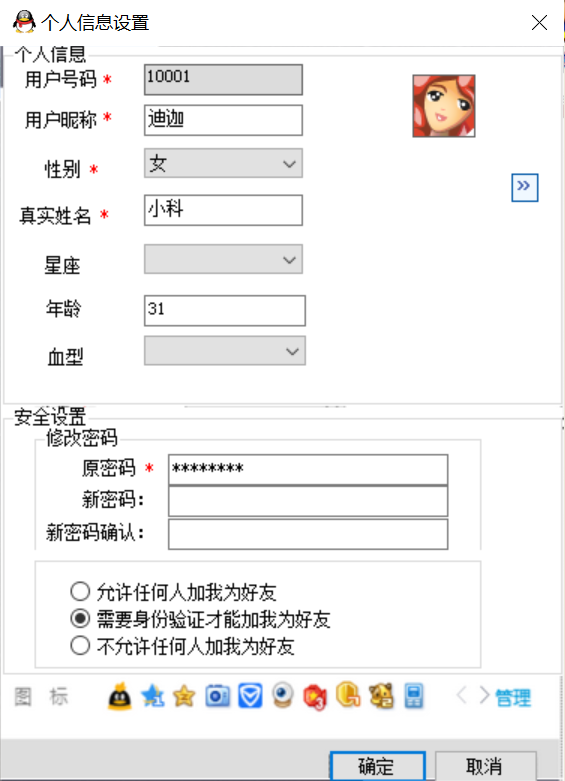 个人信息设置
个人信息
用户号码 * 10001
用户昵称 * 迪迦
性别 * 女
真实姓名 * 小科
星座
年龄 31
血型
安全设置
修改密码
原密码 * ********
新密码:
新密码确认:
允许任何人加我为好友
需要身份验证才能加我为好友
不允许任何人加我为好友
图 标 管理
确定 取消